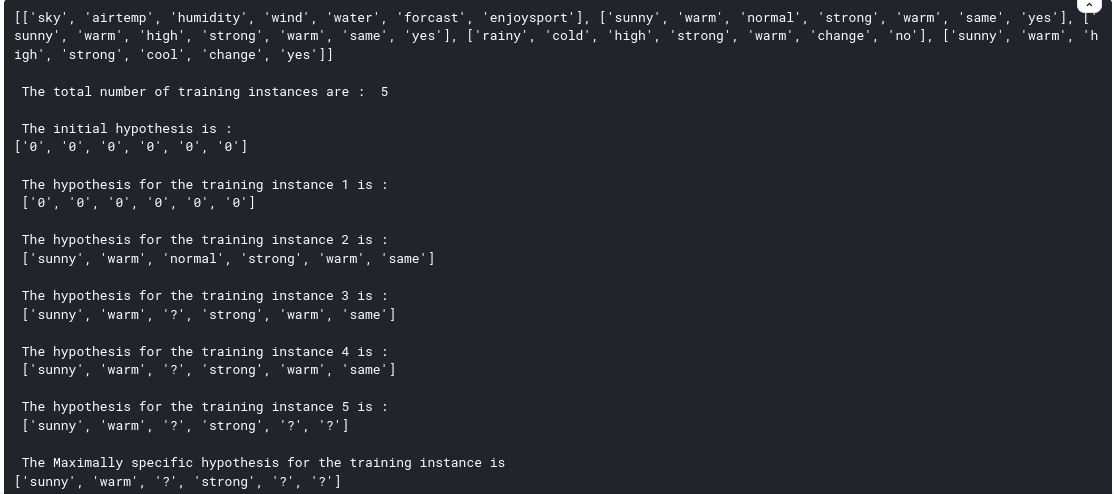 [['sky', 'airtemp', 'humidity', 'wind', 'water', 'forcast', 'enjoysport'], ['sunny', 'warm', 'normal', 'strong', 'warm', 'same', 'yes'], ['
sunny', 'warm', 'high', 'strong', 'warm', 'same', 'yes'], ['rainy', 'cold', 'high', 'strong', 'warm', 'change', 'no'], ['sunny', 'warm', 'h
igh', 'strong', 'cool', 'change', 'yes']]
The total number of training instances are :  5
The initial hypothesis is :
['0', '0', '0', '0', '0', '0']
The hypothesis for the training instance 1 is :
['0', '0', '0', '0', '0', '0']
The hypothesis for the training instance 2 is :
['sunny', 'warm', 'normal', 'strong', 'warm', 'same']
The hypothesis for the training instance 3 is :
['sunny', 'warm', '?', 'strong', 'warm', 'same']
The hypothesis for the training instance 4 is :
['sunny', 'warm', '?', 'strong', 'warm', 'same']
The hypothesis for the training instance 5 is :
['sunny', 'warm', '?', 'strong', '?', '?']
The Maximally specific hypothesis for the training instance is
['sunny', 'warm', '?', 'strong', '?', '?']